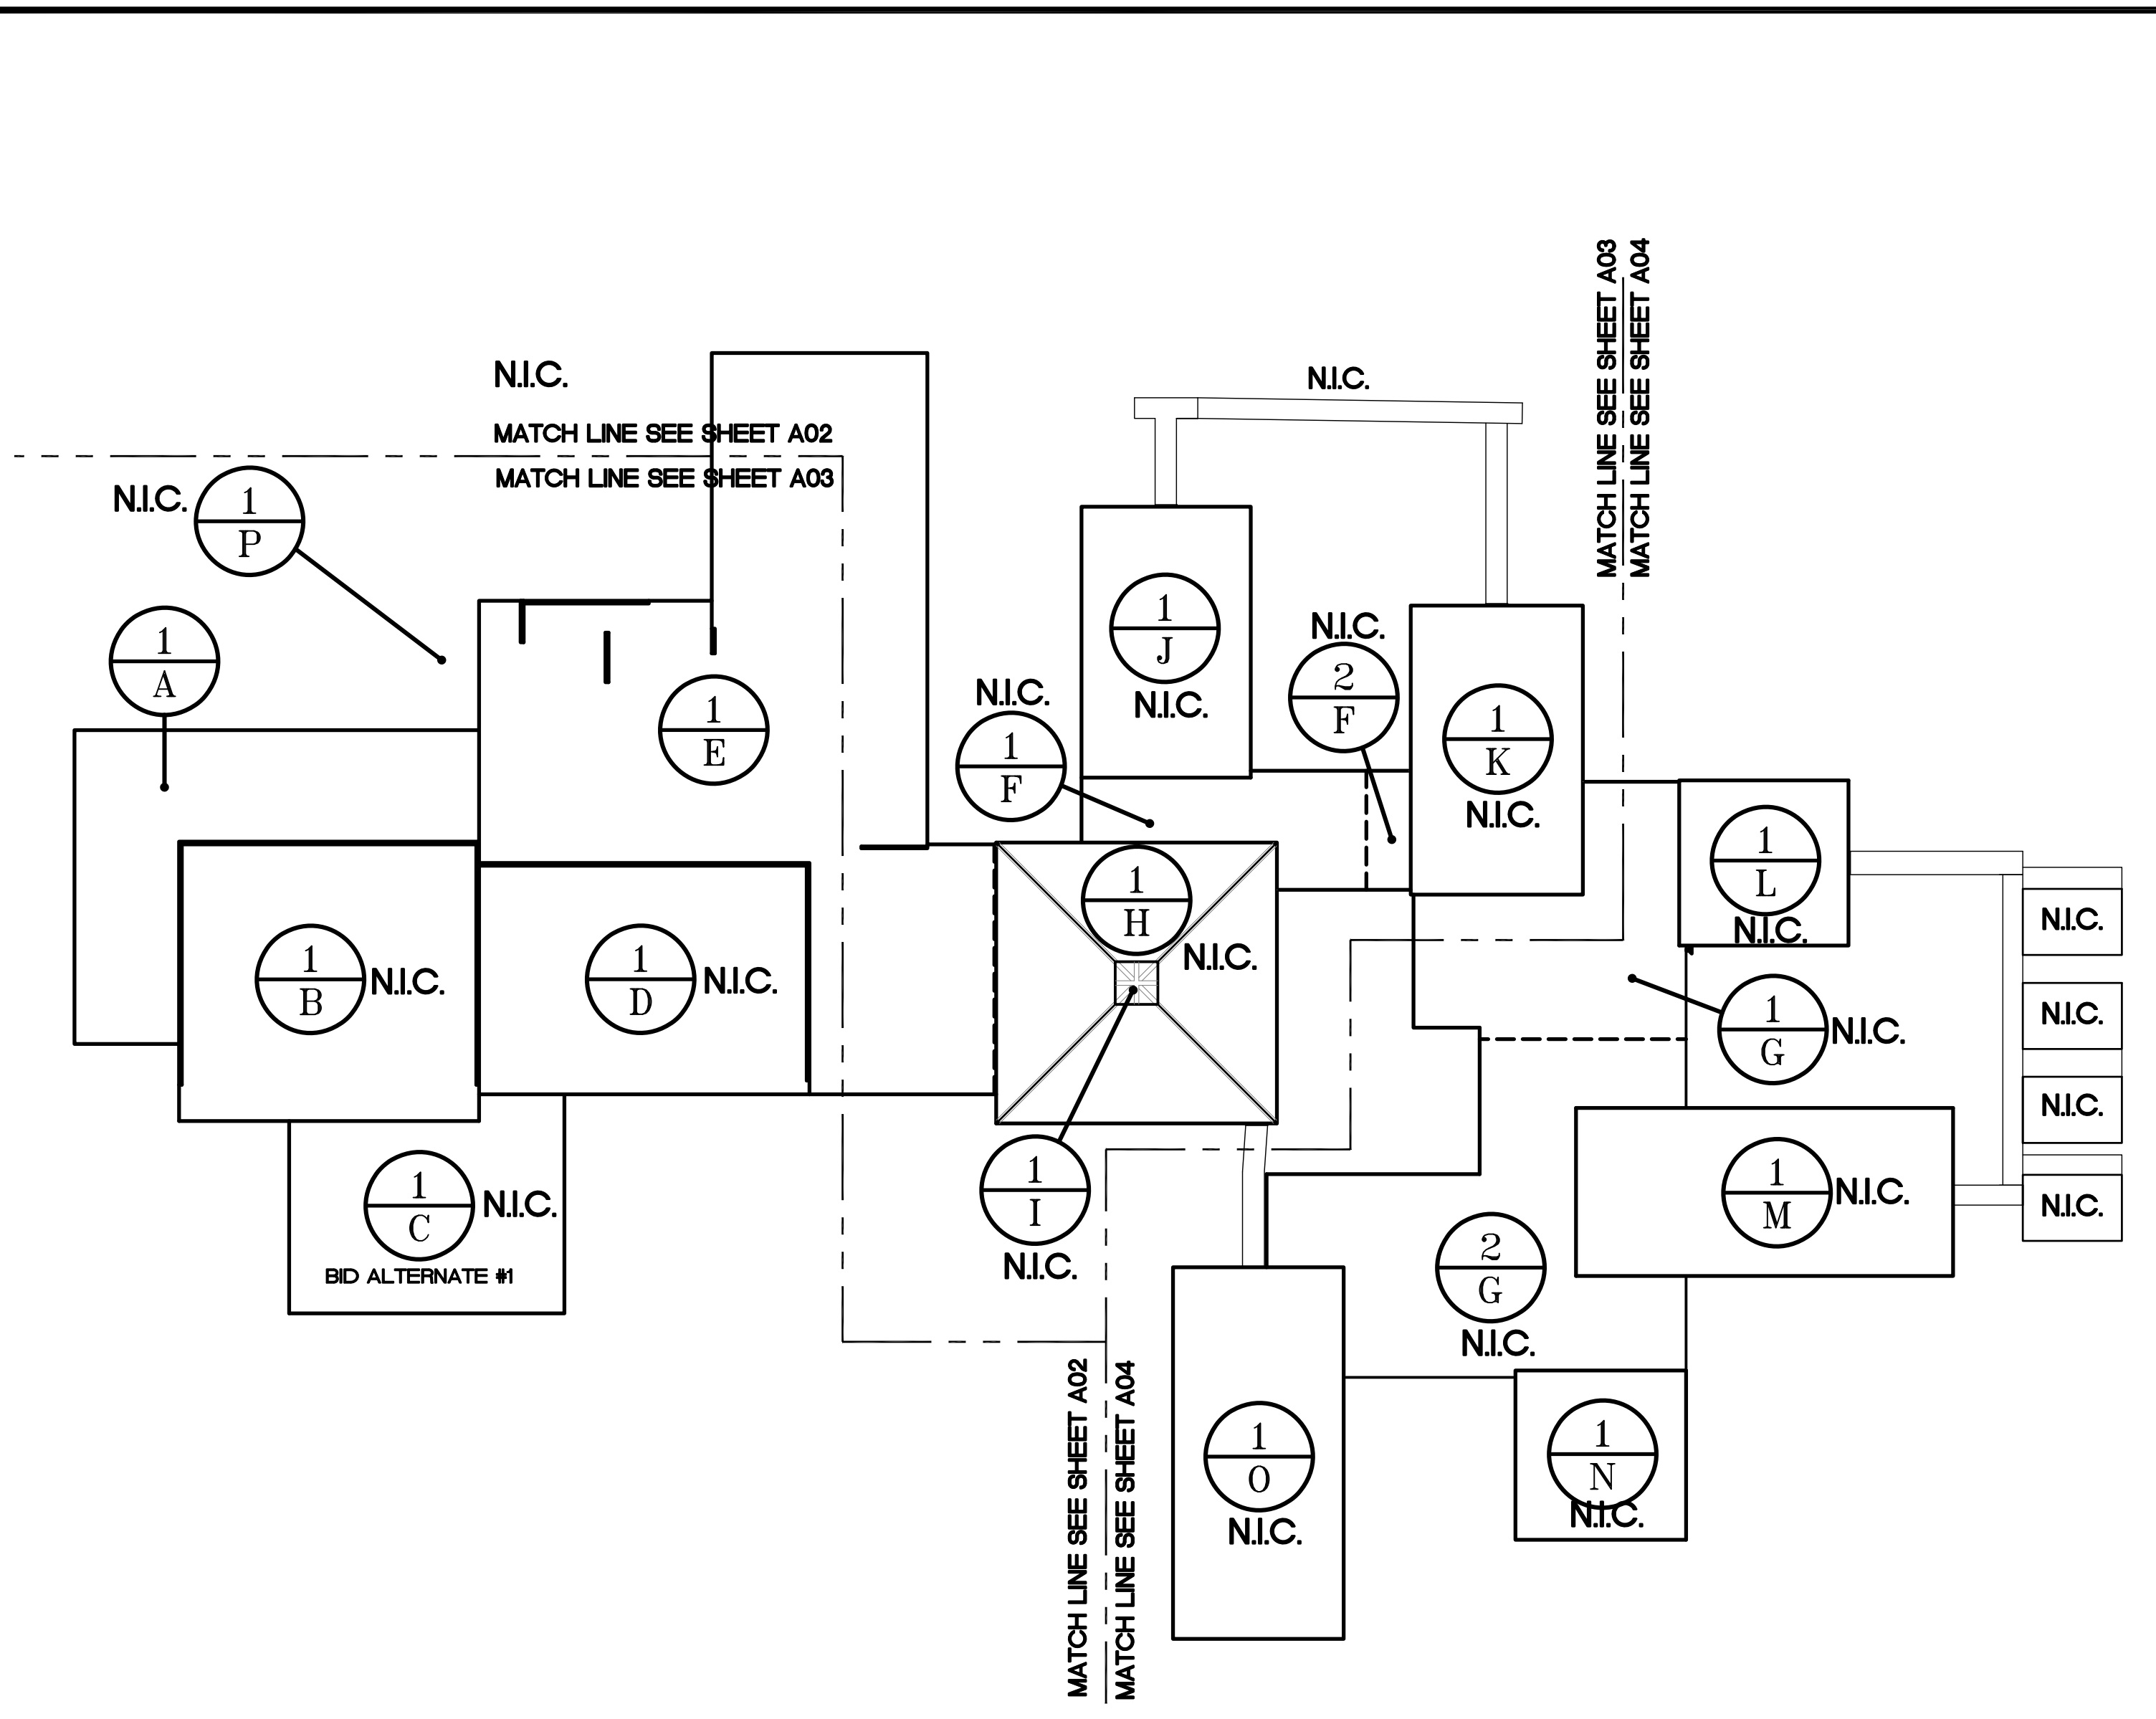 MATCH LINE SEE SHEET A03
MATCH LINE SEE SHEET A04
N.I.C.
N.I.C.
MATCH LINE SEE SHEET A02
MATCH LINE SEE SHEET A03
N.I.C.
1
P
1
A
1
E
1
J
N.I.C.
N.I.C.
2
F
N.I.C.
1
F
1
K
N.I.C.
1
L
N.I.C.
1
H
N.I.C.
N.I.C.
N.I.C.
N.I.C.
N.I.C.
1
B
N.I.C.
1
D
N.I.C.
1
G
N.I.C.
1
C
N.I.C.
BID ALTERNATE #1
1
I
N.I.C.
1
M
N.I.C.
2
G
N.I.C.
MATCH LINE SEE SHEET A02
MATCH LINE SEE SHEET A04
1
O
N.I.C.
1
N
N.I.C.